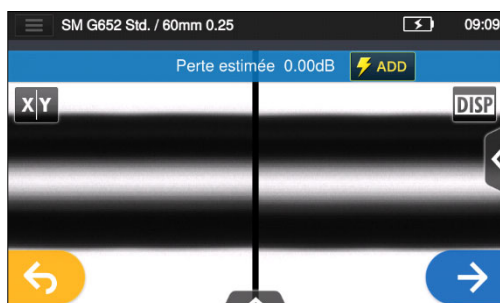 SM G652 Std. / 60mm 0.25 09:09
Perte estimée 0.00dB ADD
X|Y DISP